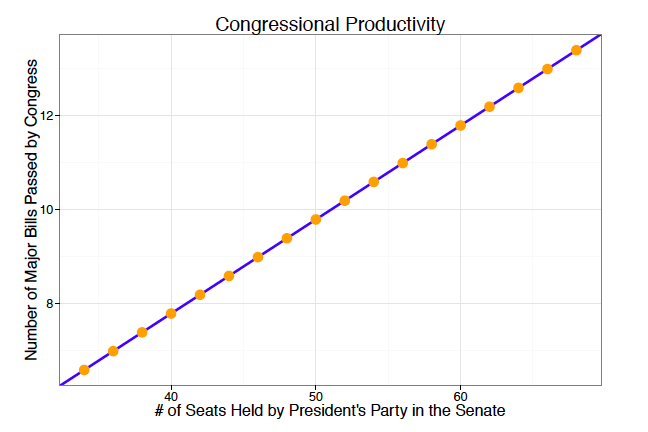 Congressional Productivity
Number of Major Bills Passed by Congress
12
10
8
40
50
60
# of Seats Held by President's Party in the Senate